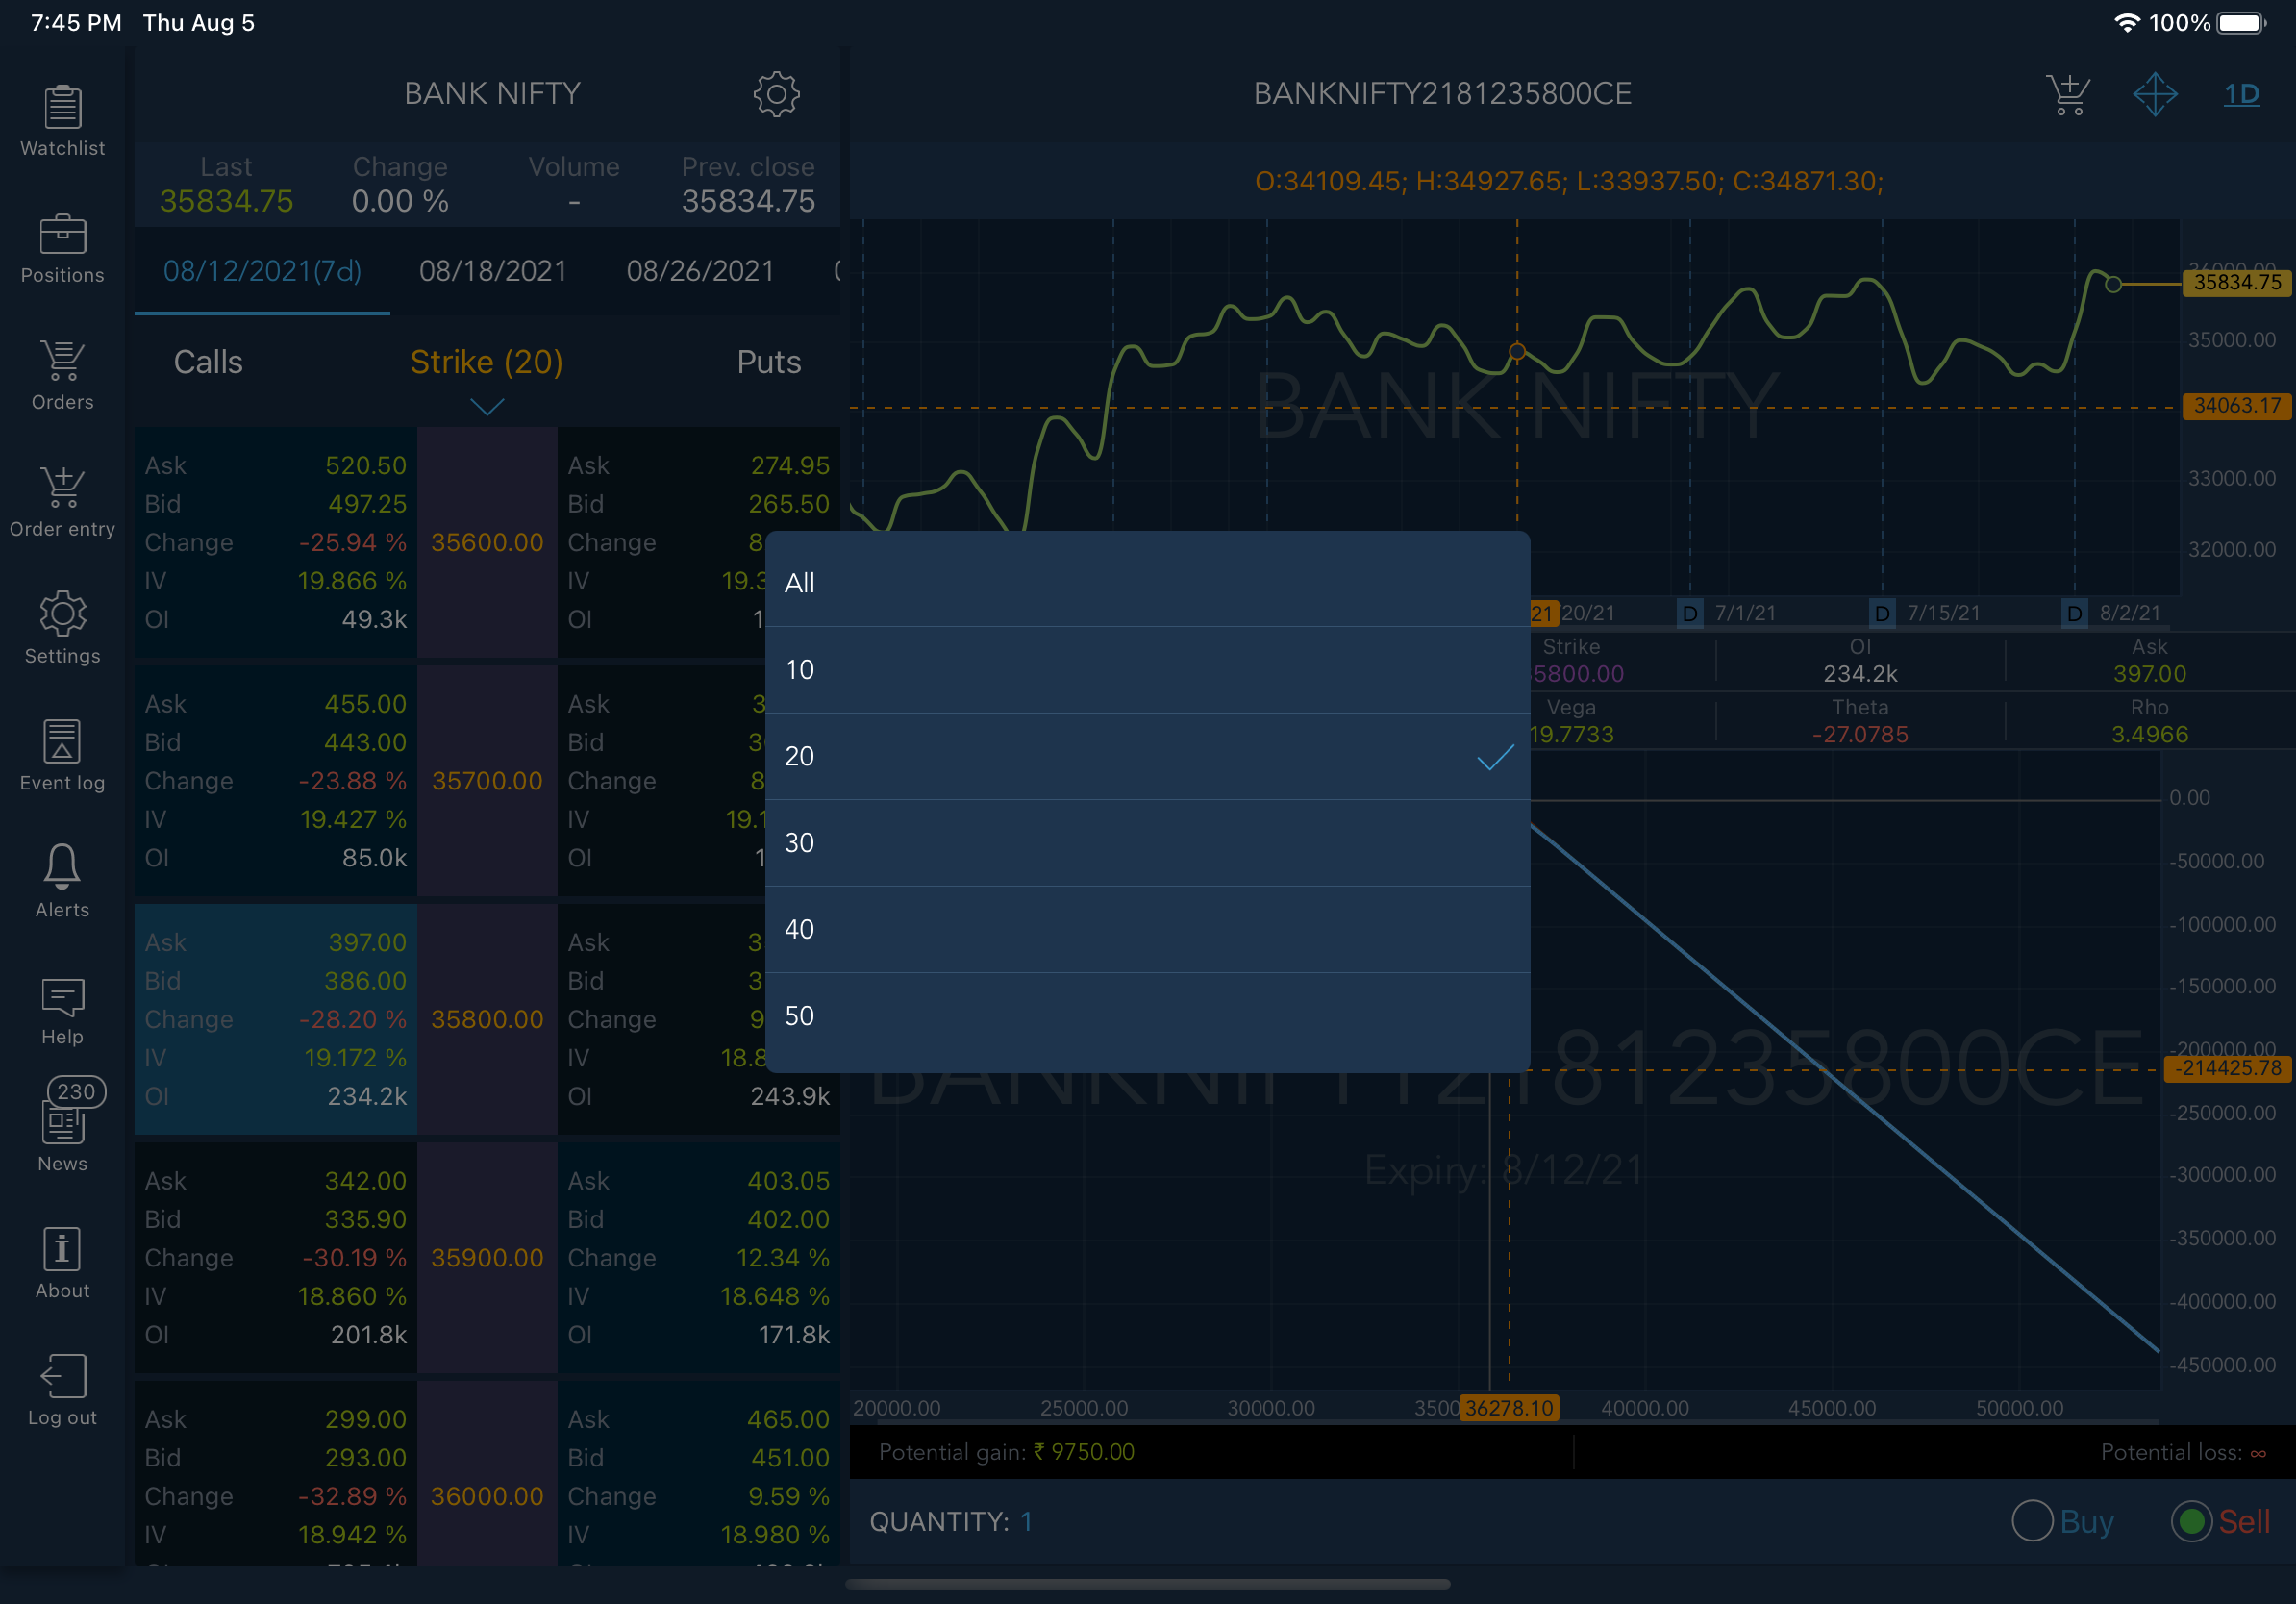 7:45 PM Thu Aug 5
100%
Watchlist
Positions
Orders
Order entry
Settings
Event log
Alerts
Help
230
News
About
Log out
BANK NIFTY
Last Change Volume Prev. close
35834.75 0.00 % - 35834.75
08/12/2021(7d) 08/18/2021 08/26/2021
Calls Strike (20) Puts
Ask 520.50 Ask 274.95
Bid 497.25 Bid 265.50
Change -25.94 % 35600.00 Change 8
IV 19.866 % IV 19.3
OI 49.3k OI 1
Ask 455.00 Ask 3
Bid 443.00 Bid 3
Change -23.88 % 35700.00 Change 8
IV 19.427 % IV 19.1
OI 85.0k OI 1
Ask 397.00 Ask 3
Bid 386.00 Bid 3
Change -28.20 % 35800.00 Change 9
IV 19.172 % IV 18.8
OI 234.2k OI 243.9k
Ask 342.00 Ask 403.05
Bid 335.90 Bid 402.00
Change -30.19 % 35900.00 Change 12.34 %
IV 18.860 % IV 18.648 %
OI 201.8k OI 171.8k
Ask 299.00 Ask 465.00
Bid 293.00 Bid 451.00
Change -32.89 % 36000.00 Change 9.59 %
IV 18.942 % IV 18.980 %
BANKNIFTY2181235800CE
1D
O:34109.45; H:34927.65; L:33937.50; C:34871.30;
BANK NIFTY
36000.00
35834.75
35000.00
34063.17
33000.00
32000.00
21 20/21 D 7/1/21 D 7/15/21 D 8/2/21
Strike OI Ask
5800.00 234.2k 397.00
Vega Theta Rho
19.7733 -27.0785 3.4966
All
10
20
30
40
50
BANKNIFTY2181235800CE
Expiry: 8/12/21
0.00
-50000.00
-100000.00
-150000.00
-200000.00
-214425.78
-250000.00
-300000.00
-350000.00
-400000.00
-450000.00
20000.00 25000.00 30000.00 3500 36278.10 40000.00 45000.00 50000.00
Potential gain: ₹ 9750.00 Potential loss: ∞
QUANTITY: 1 Buy Sell